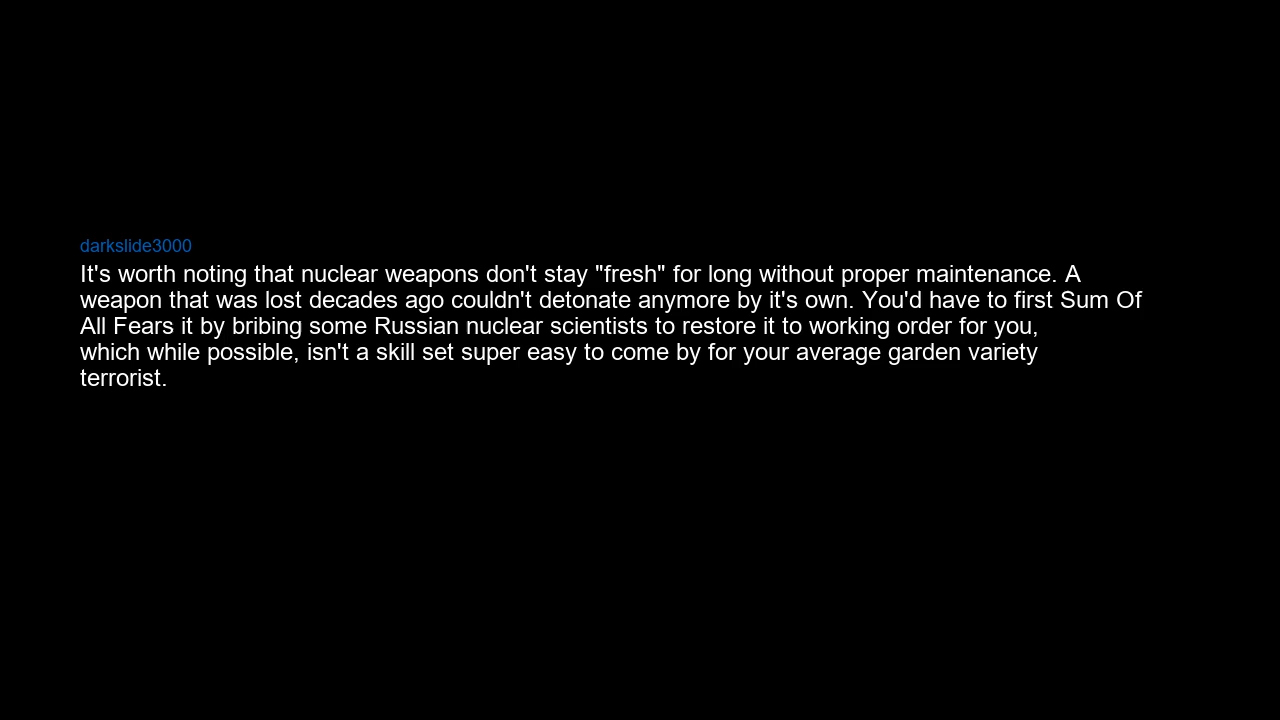 darkslide3000
It's worth noting that nuclear weapons don't stay "fresh" for long without proper maintenance. A
weapon that was lost decades ago couldn't detonate anymore by it's own. You'd have to first Sum Of
All Fears it by bribing some Russian nuclear scientists to restore it to working order for you,
which while possible, isn't a skill set super easy to come by for your average garden variety
terrorist.